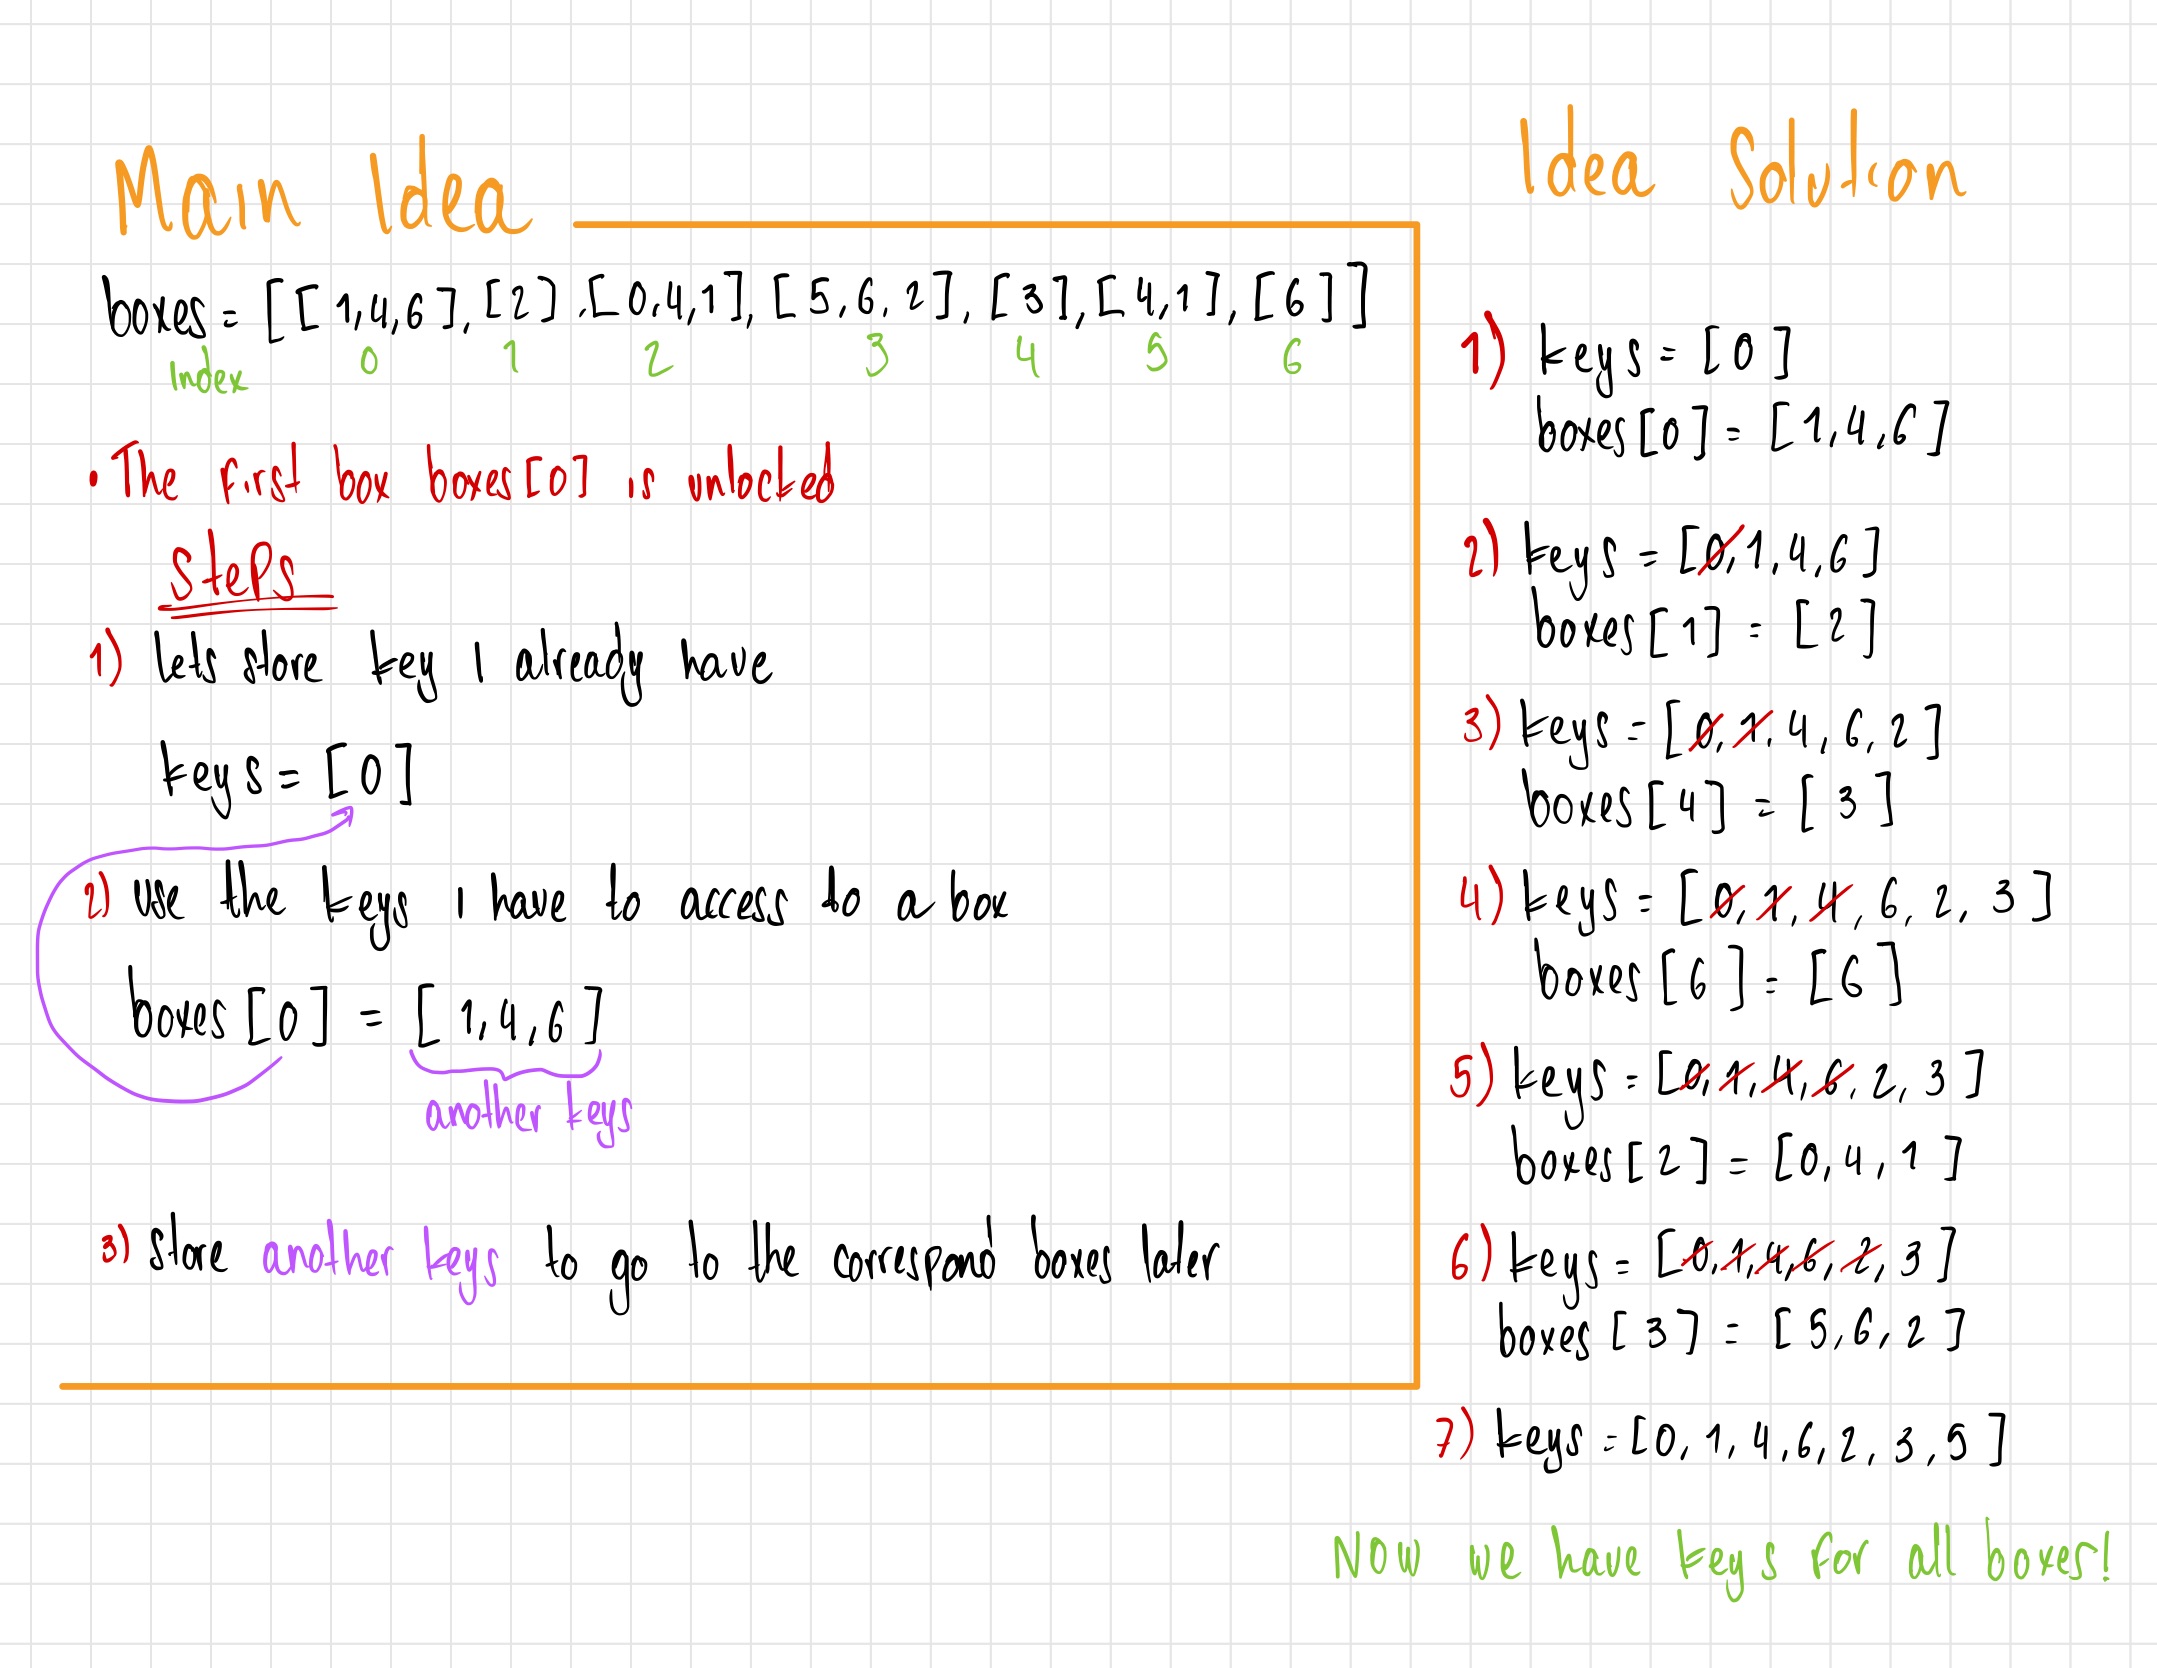 Main Idea
boxes = [[1,4,6], [2], [0,4,1], [5,6,2], [3], [4,1], [6]]
index 0 1 2 3 4 5 6
• The first box boxes[0] is unlocked
Steps
1) lets store key I already have
keys = [0]
2) use the keys I have to access to a box
boxes[0] = [1,4,6]
another keys
3) store another keys to go to the correspond boxes later
Idea Solution
1) keys = [0]
boxes[0] = [1,4,6]
2) keys = [0,1,4,6]
boxes[1] = [2]
3) keys = [0,1,4,6,2]
boxes[4] = [3]
4) keys = [0,1,4,6,2,3]
boxes[6] = [6]
5) keys = [0,1,4,6,2,3]
boxes[2] = [0,4,1]
6) keys = [0,1,4,6,2,3]
boxes[3] = [5,6,2]
7) keys = [0,1,4,6,2,3,5]
Now we have keys for all boxes!